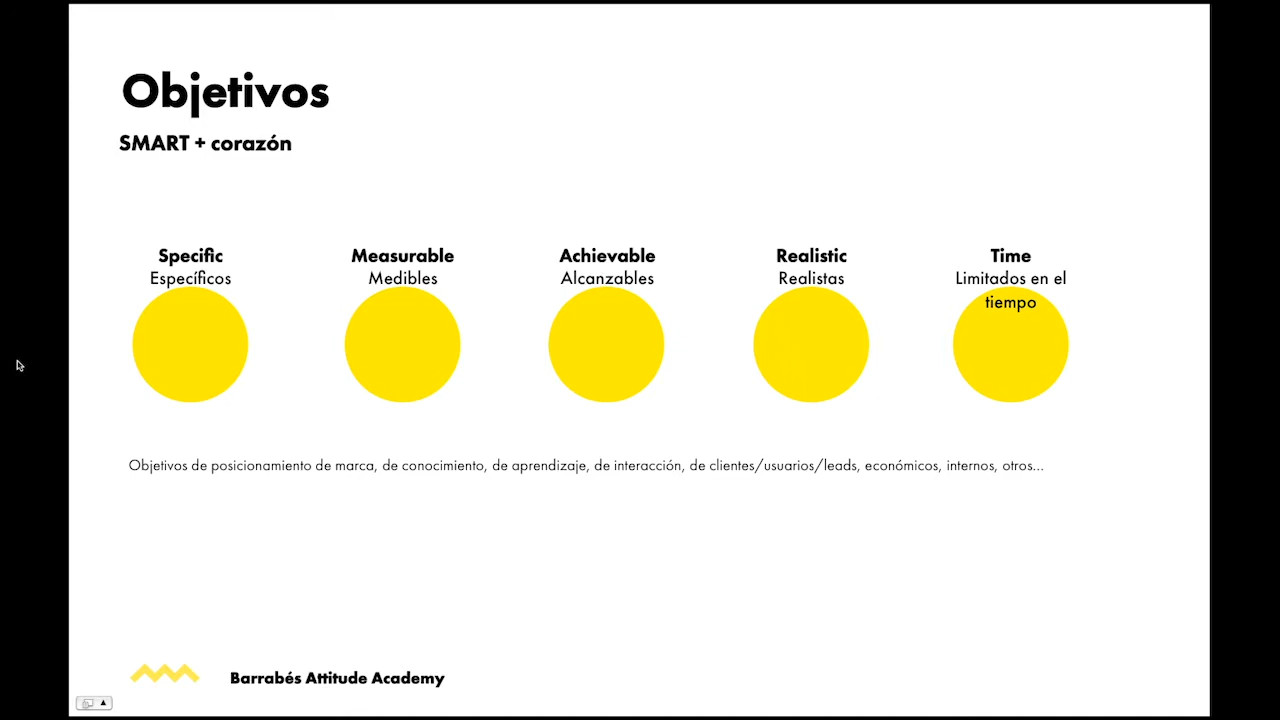 Objetivos
SMART + corazón
Specific
Específicos
Measurable
Medibles
Achievable
Alcanzables
Realistic
Realistas
Time
Limitados en el
tiempo
Objetivos de posicionamiento de marca, de conocimiento, de aprendizaje, de interacción, de clientes/usuarios/leads, económicos, internos, otros...
Barrabés Attitude Academy